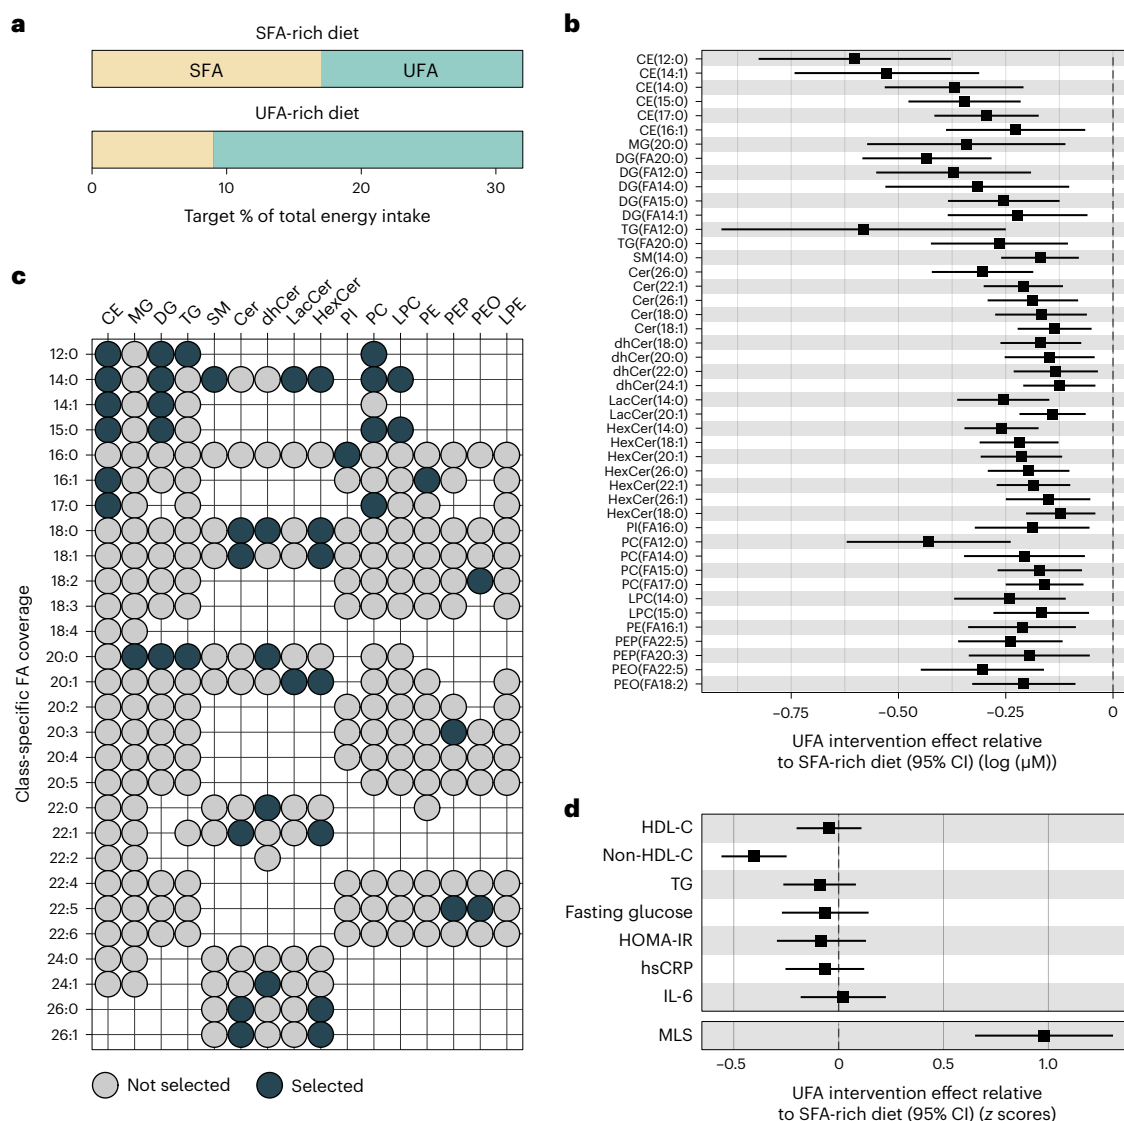 a
SFA-rich diet
SFA
UFA
UFA-rich diet
0
10
20
30
Target % of total energy intake
b
CE(12:0)
CE(14:1)
CE(14:0)
CE(15:0)
CE(17:0)
CE(16:1)
MG(20:0)
DG(FA20:0)
DG(FA12:0)
DG(FA14:0)
DG(FA15:0)
DG(FA14:1)
TG(FA12:0)
TG(FA20:0)
SM(14:0)
Cer(26:0)
Cer(22:1)
Cer(26:1)
Cer(18:0)
Cer(18:1)
dhCer(18:0)
dhCer(20:0)
dhCer(22:0)
dhCer(24:1)
LacCer(14:0)
LacCer(20:1)
HexCer(14:0)
HexCer(18:1)
HexCer(20:1)
HexCer(26:0)
HexCer(22:1)
HexCer(26:1)
HexCer(18:0)
PI(FA16:0)
PC(FA12:0)
PC(FA14:0)
PC(FA15:0)
PC(FA17:0)
LPC(14:0)
LPC(15:0)
PE(FA16:1)
PEP(FA22:5)
PEP(FA20:3)
PEO(FA22:5)
PEO(FA18:2)
−0.75
−0.50
−0.25
0
UFA intervention effect relative
to SFA-rich diet (95% CI) (log (µM))
c
CE
MG
DG
TG
SM
Cer
dhCer
LacCer
HexCer
PI
PC
LPC
PE
PEP
PEO
LPE
Class-specific FA coverage
12:0
14:0
14:1
15:0
16:0
16:1
17:0
18:0
18:1
18:2
18:3
18:4
20:0
20:1
20:2
20:3
20:4
20:5
22:0
22:1
22:2
22:4
22:5
22:6
24:0
24:1
26:0
26:1
Not selected
Selected
d
HDL-C
Non-HDL-C
TG
Fasting glucose
HOMA-IR
hsCRP
IL-6
MLS
−0.5
0
0.5
1.0
UFA intervention effect relative
to SFA-rich diet (95% CI) (z scores)